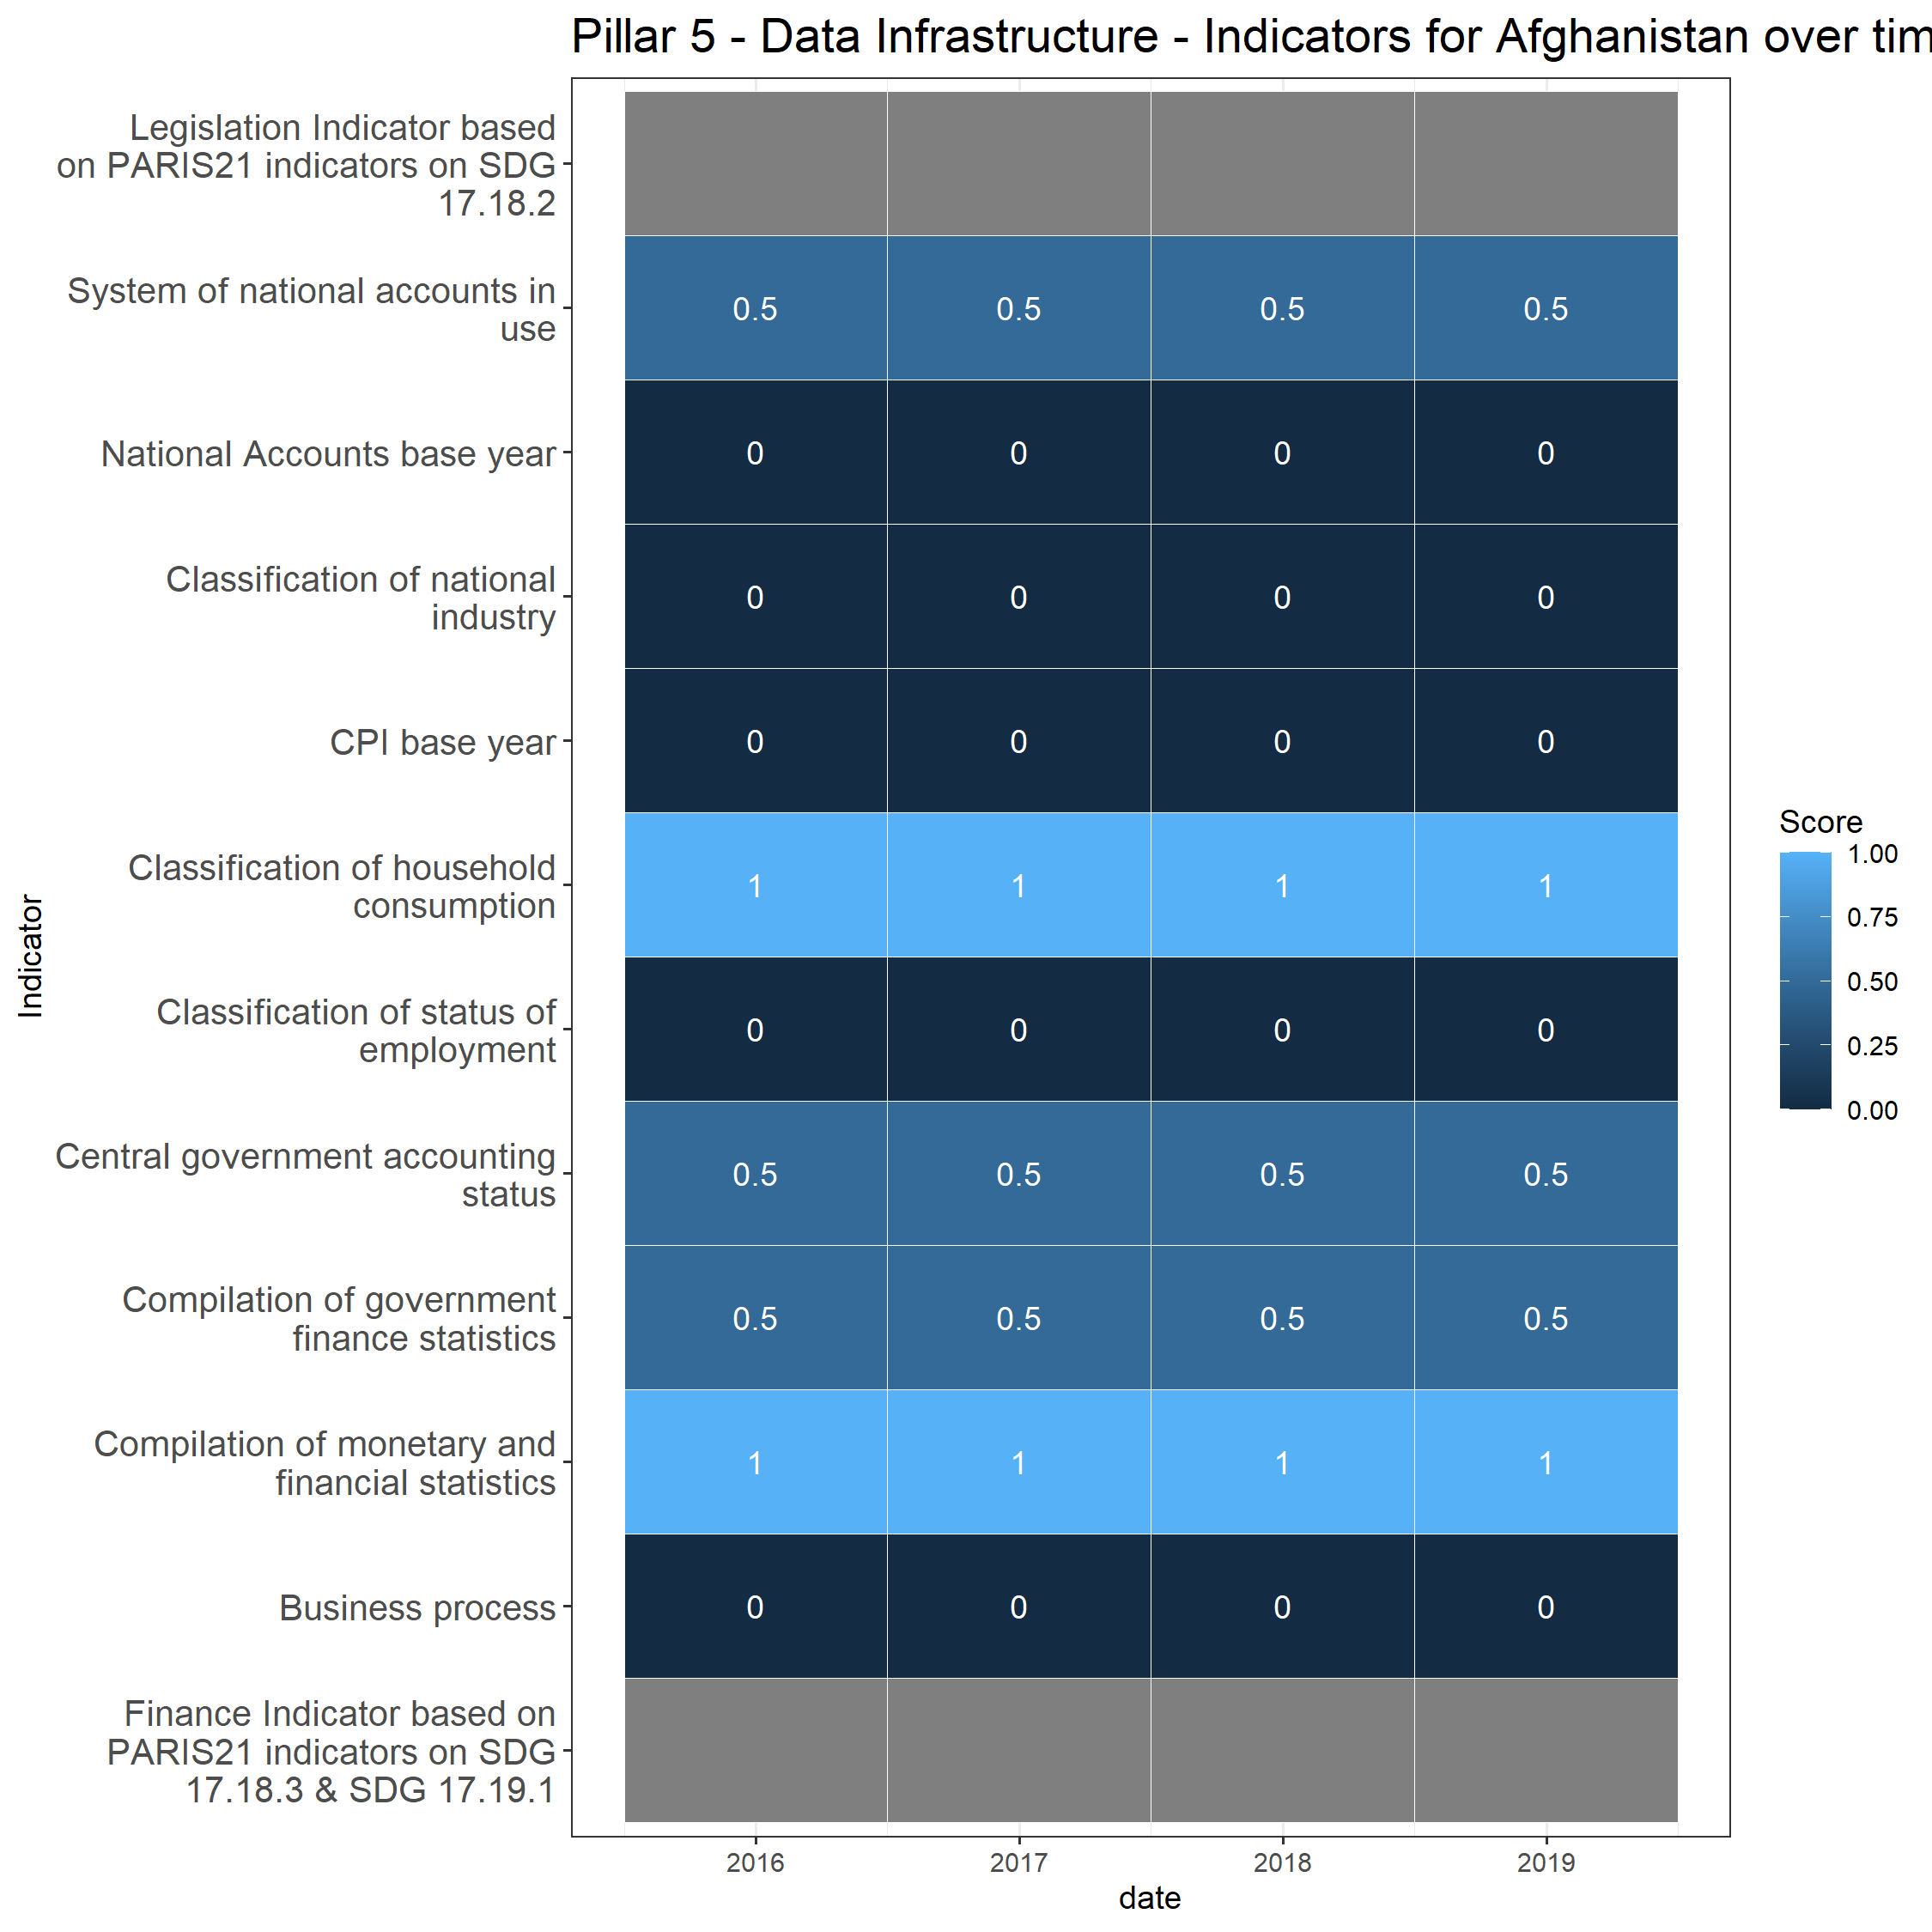 Pillar 5 - Data Infrastructure - Indicators for Afghanistan over tim
Legislation Indicator based
on PARIS21 indicators on SDG
17.18.2
System of national accounts in
use
0.5 0.5 0.5 0.5
National Accounts base year
0 0 0 0
Classification of national
industry
0 0 0 0
CPI base year
0 0 0 0
Classification of household
consumption
1 1 1 1
Classification of status of
employment
0 0 0 0
Central government accounting
status
0.5 0.5 0.5 0.5
Compilation of government
finance statistics
0.5 0.5 0.5 0.5
Compilation of monetary and
financial statistics
1 1 1 1
Business process
0 0 0 0
Finance Indicator based on
PARIS21 indicators on SDG
17.18.3 & SDG 17.19.1
Indicator
2016 2017 2018 2019
date
Score
1.00
0.75
0.50
0.25
0.00